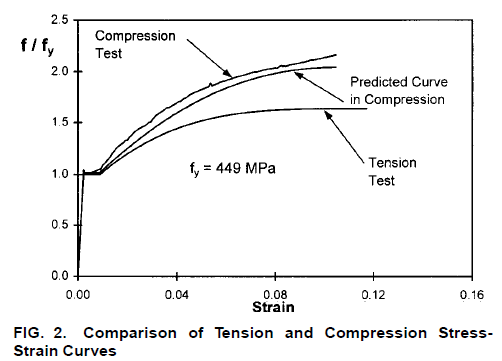 2.5
f / fy
Compression
Test
2.0
Predicted Curve
in Compression
1.5
Tension
Test
1.0
fy = 449 MPa
0.5
0.0
0.00
0.04
0.08
0.12
0.16
Strain
FIG. 2. Comparison of Tension and Compression Stress-
Strain Curves